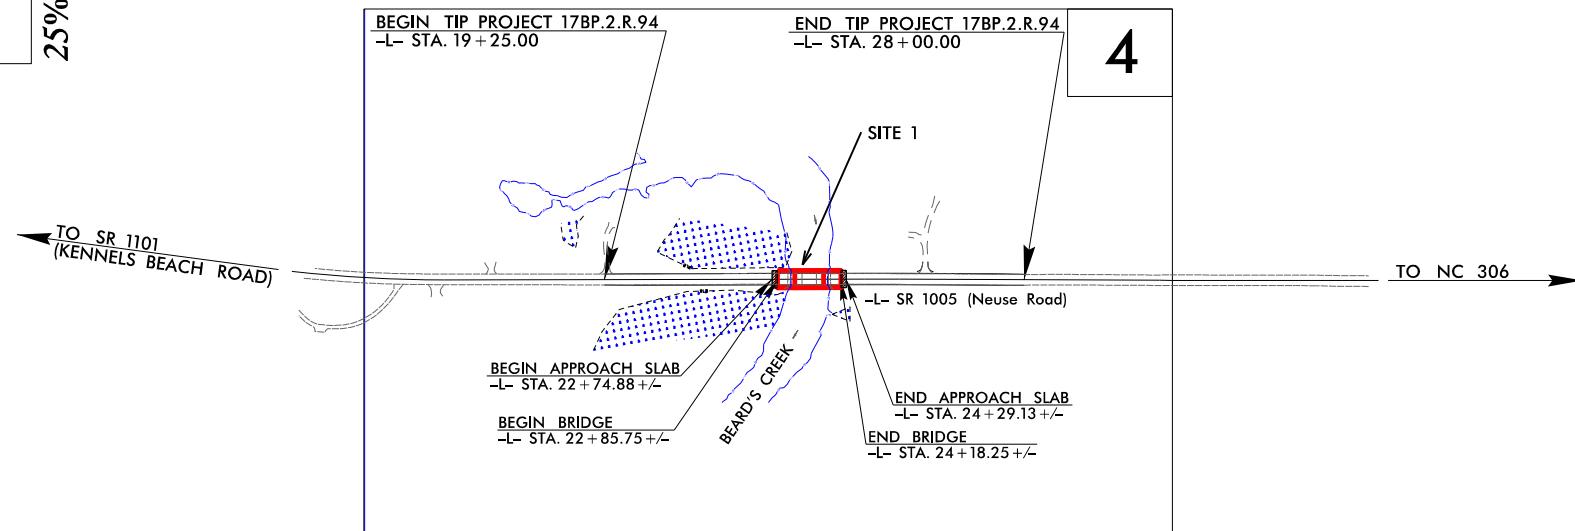 25%
BEGIN TIP PROJECT 17BP.2.R.94
-L- STA. 19+25.00
END TIP PROJECT 17BP.2.R.94
-L- STA. 28+00.00
4
SITE 1
TO SR 1101
(KENNELS BEACH ROAD)
TO NC 306
-L- SR 1005 (Neuse Road)
BEARD'S CREEK
BEGIN APPROACH SLAB
-L- STA. 22+74.88+/-
BEGIN BRIDGE
-L- STA. 22+85.75+/-
END APPROACH SLAB
-L- STA. 24+29.13+/-
END BRIDGE
-L- STA. 24+18.25+/-